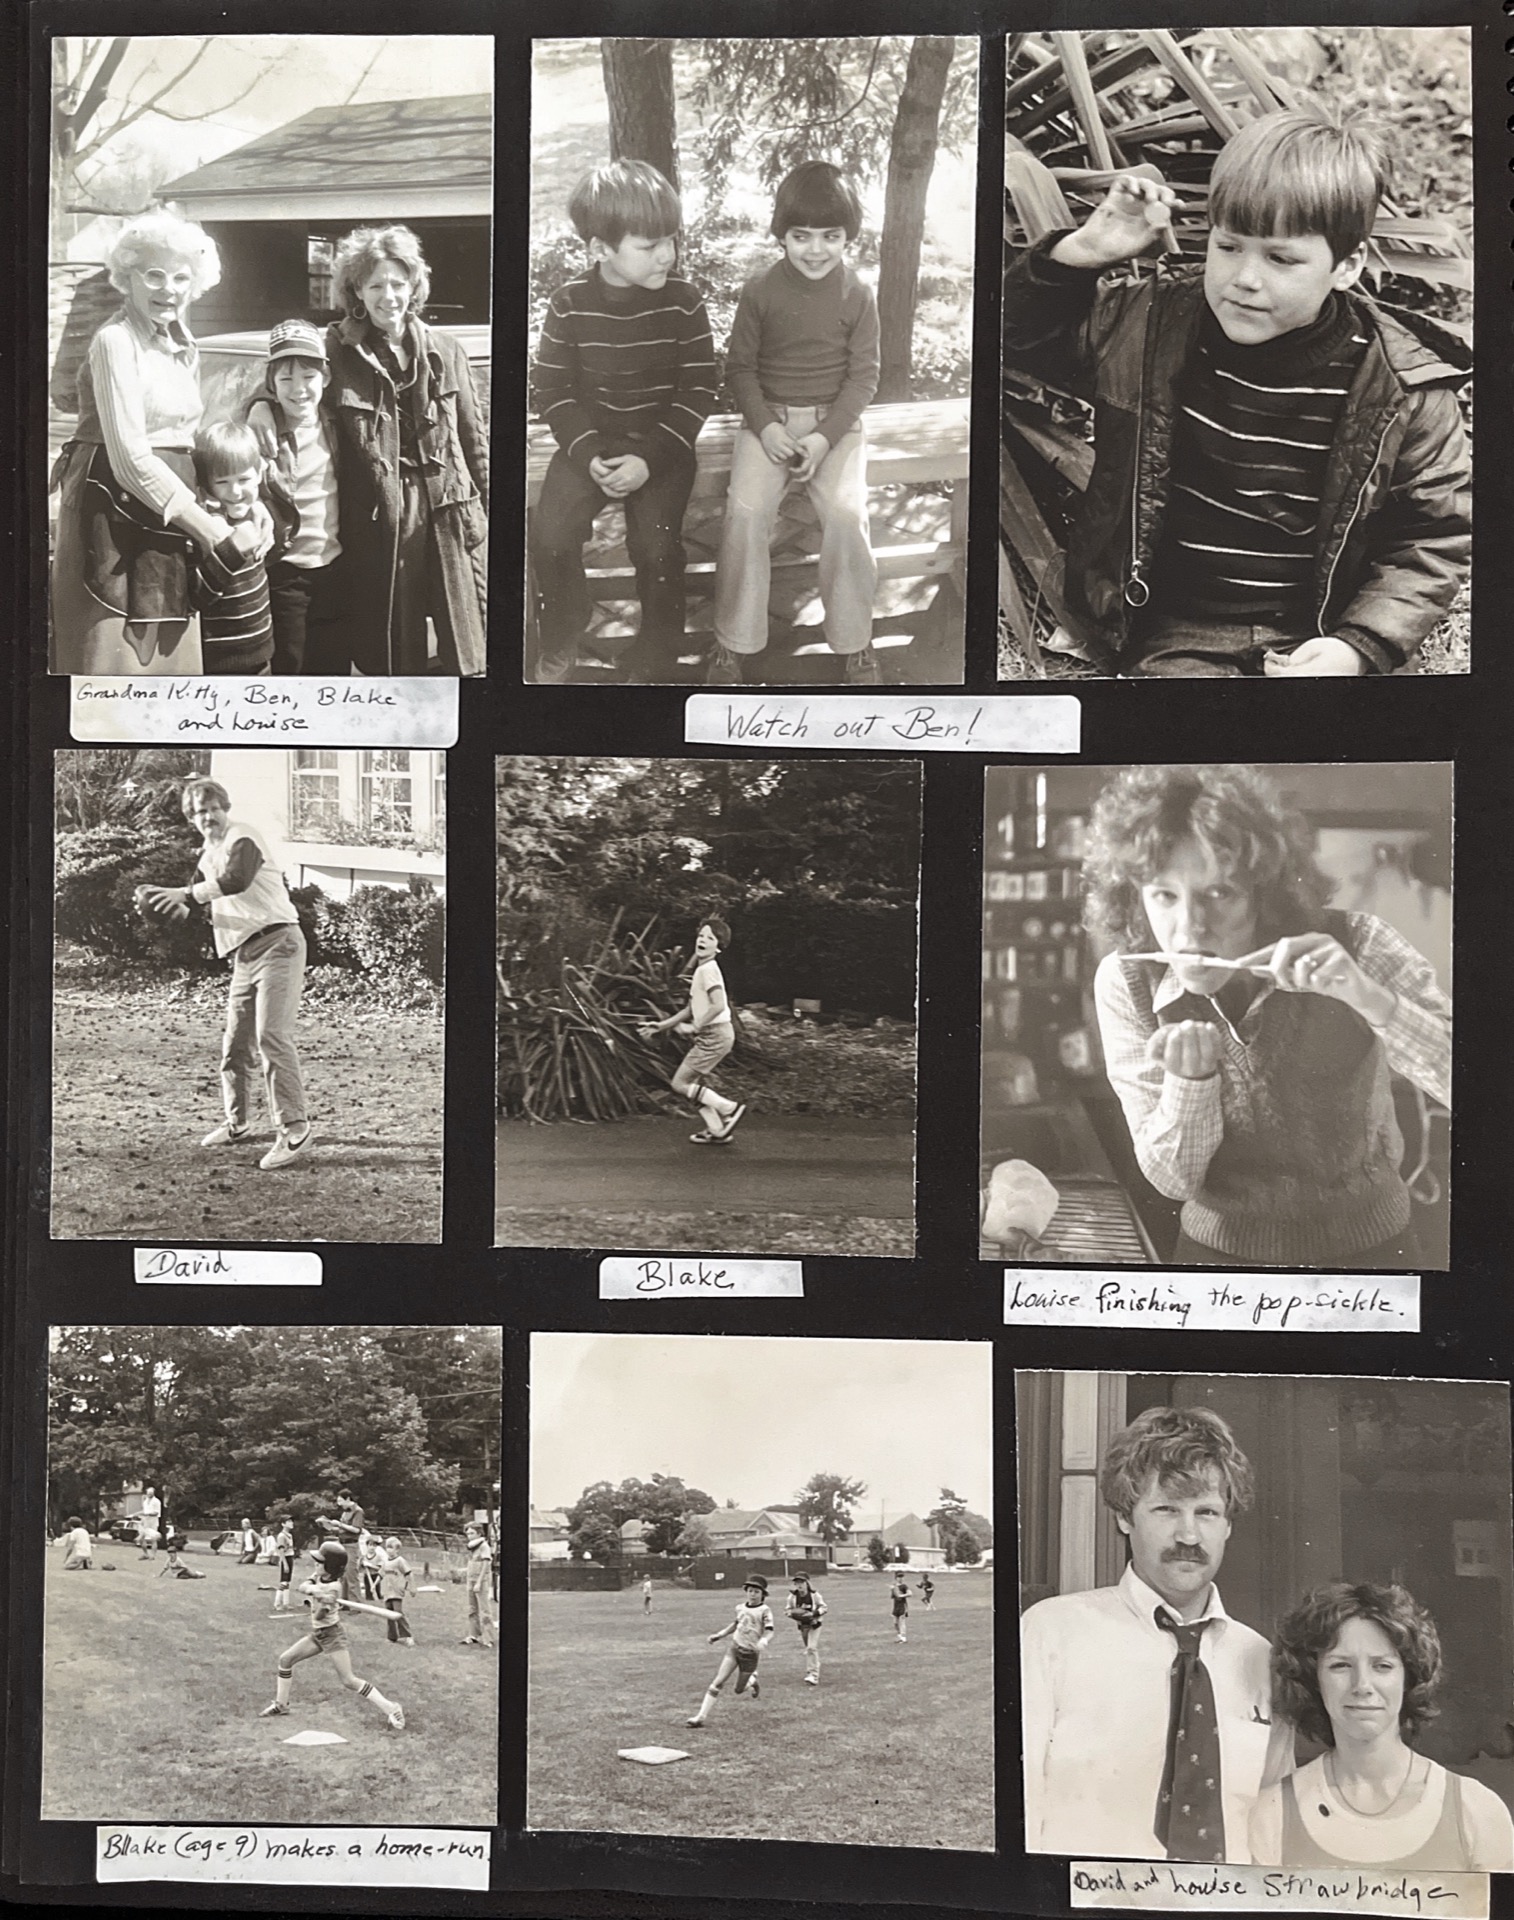 Grandma Kitty, Ben, Blake
and Louise
Watch out Ben!
David
Blake
Louise finishing the pop-sickle.
Bllake (age 9) makes a home-run.
David and Louise Strawbridge